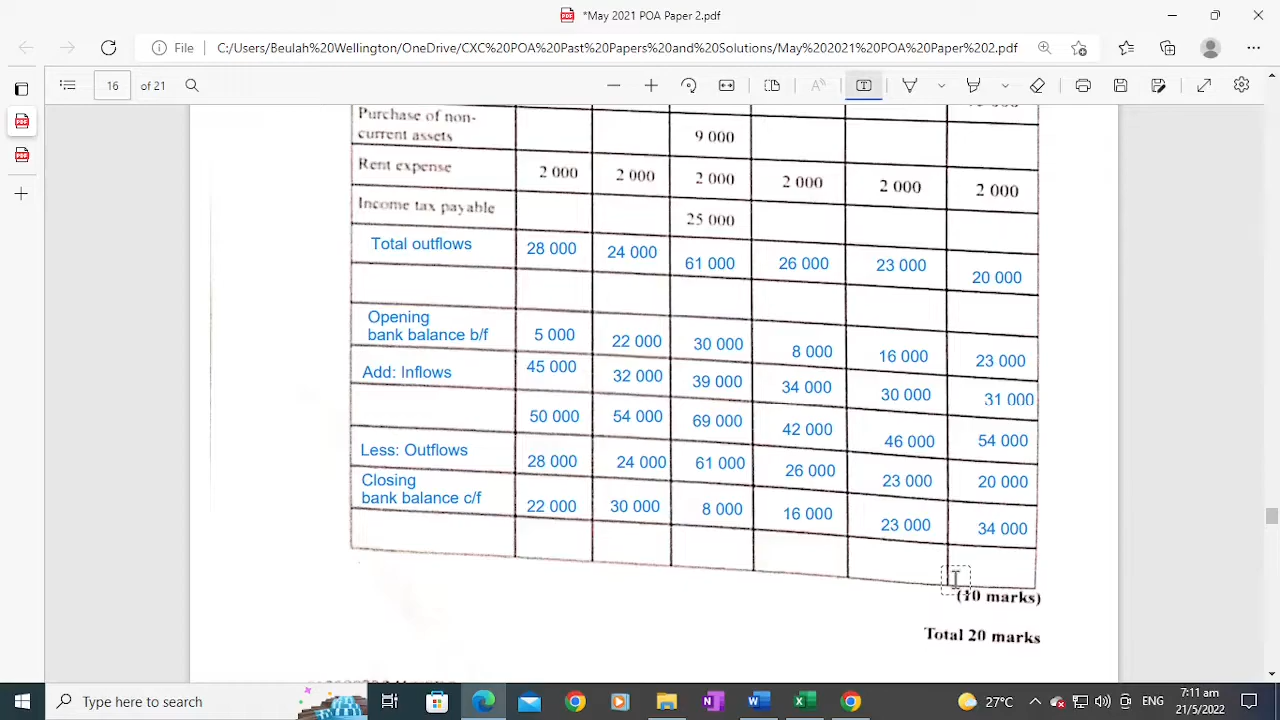 *May 2021 POA Paper 2.pdf
File C:/Users/Beulah%20Wellington/OneDrive/CXC%20POA%20Past%20Papers%20and%20Solutions/May%202021%20POA%20Paper%202.pdf
16 of 21
Purchase of non-
current assets 9 000
Rent expense 2 000 2 000 2 000 2 000 2 000 2 000
Income tax payable 25 000
Total outflows 28 000 24 000 61 000 26 000 23 000 20 000
Opening
bank balance b/f 5 000 22 000 30 000 8 000 16 000 23 000
Add: Inflows 45 000 32 000 39 000 34 000 30 000 31 000
50 000 54 000 69 000 42 000 46 000 54 000
Less: Outflows 28 000 24 000 61 000 26 000 23 000 20 000
Closing
bank balance c/f 22 000 30 000 8 000 16 000 23 000 34 000
(10 marks)
Total 20 marks
Type here to search 27°C ENG 7:11 am
21/5/2022